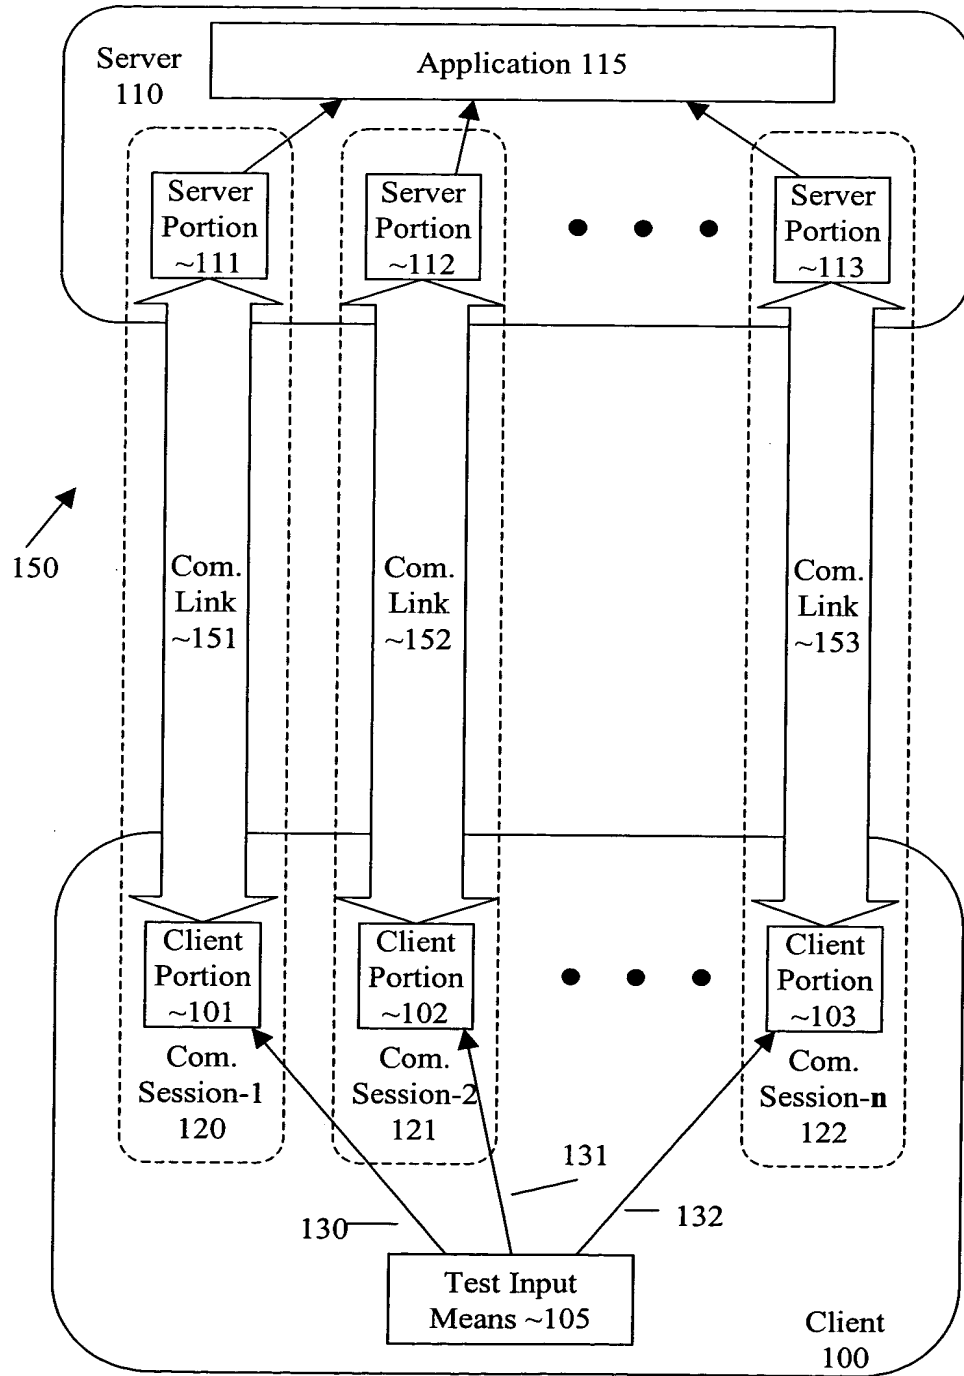 Server
110
Application 115
Server
Portion
~111
Server
Portion
~112
Server
Portion
~113
150
Com.
Link
~151
Com.
Link
~152
Com.
Link
~153
Client
Portion
~101
Client
Portion
~102
Client
Portion
~103
Com.
Session-1
120
Com.
Session-2
121
Com.
Session-n
122
130
131
132
Test Input
Means ~105
Client
100